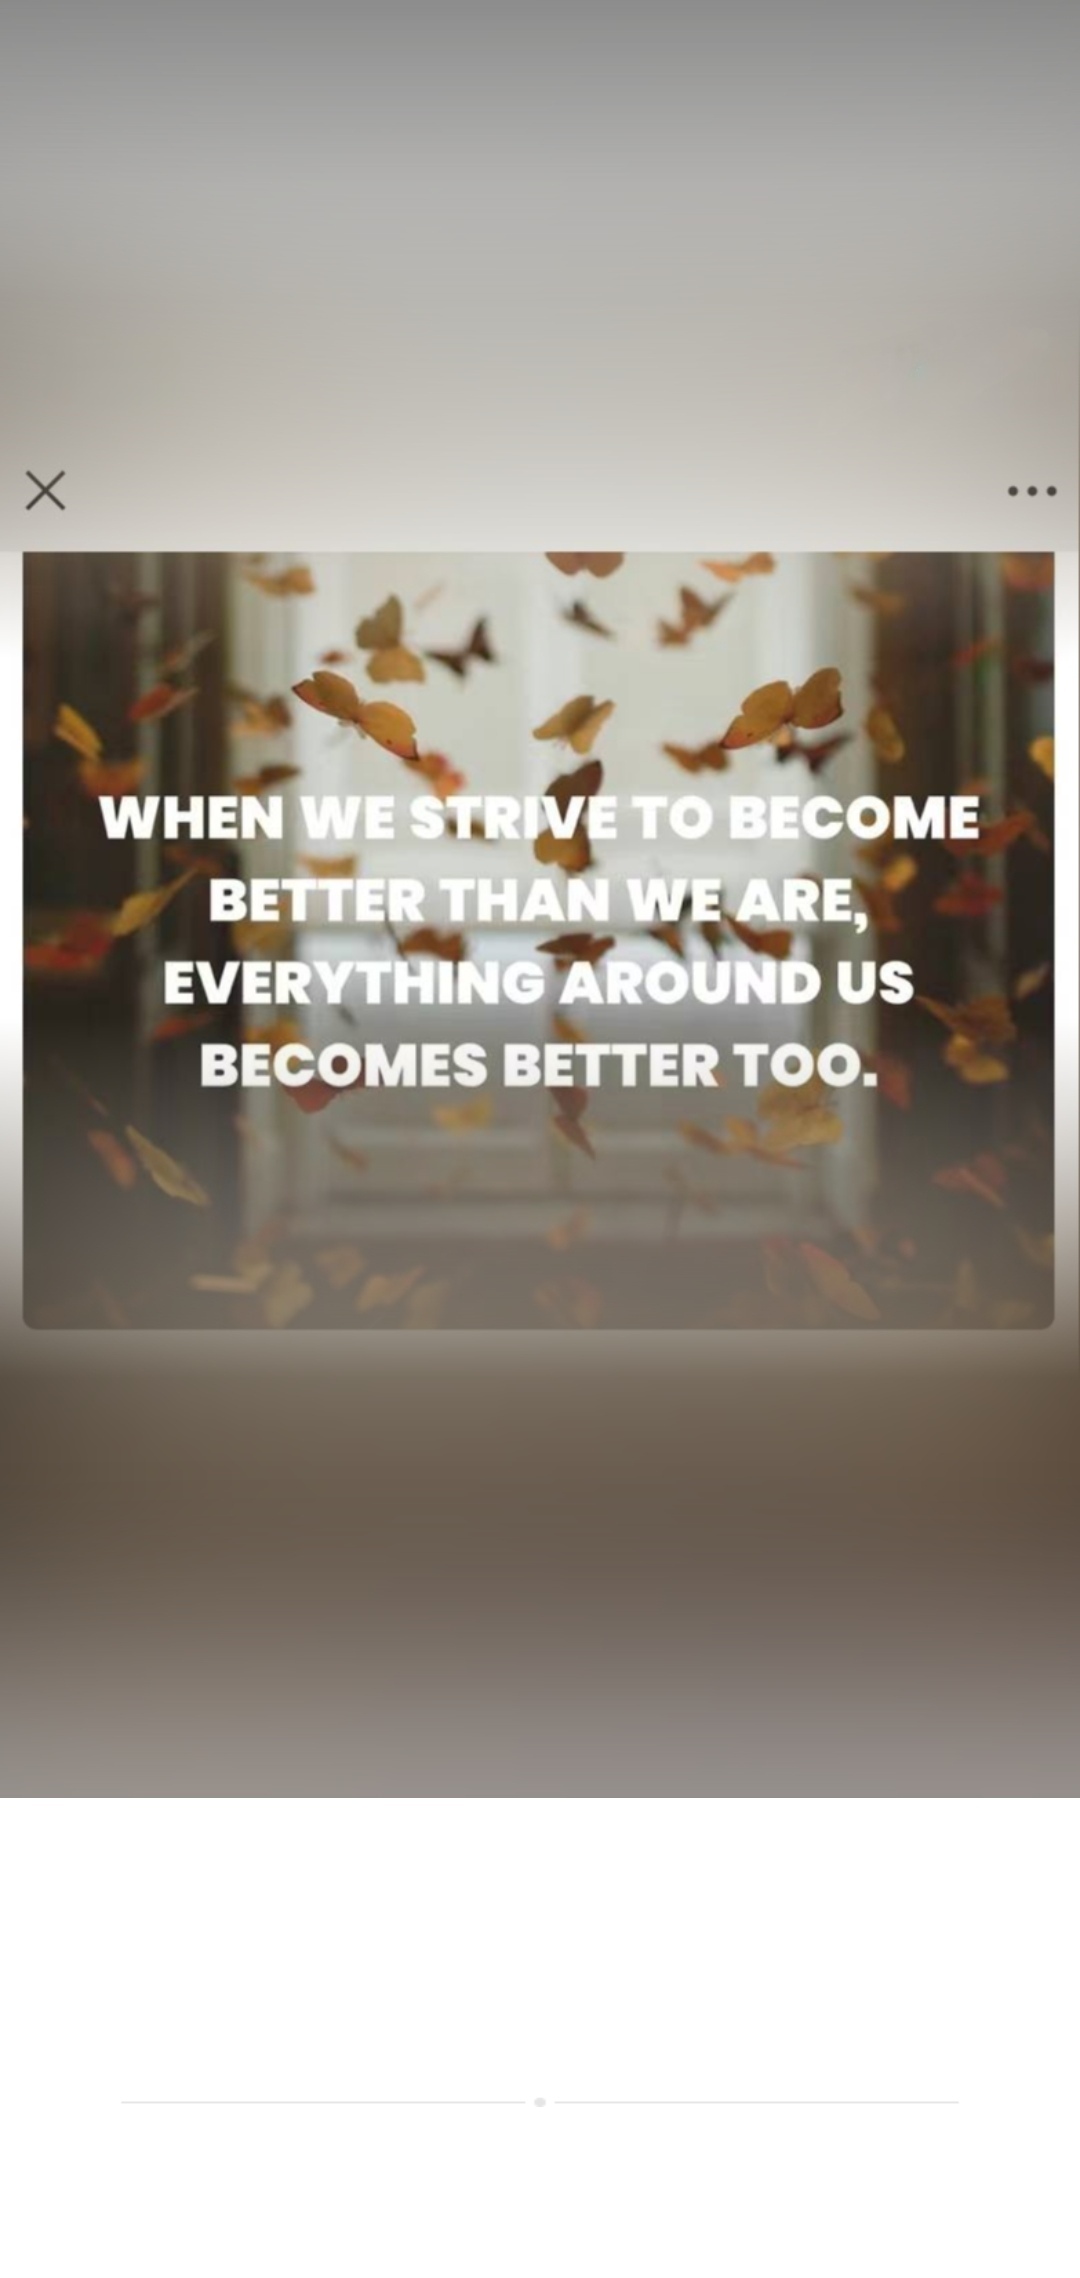 WHEN WE STRIVE TO BECOME
BETTER THAN WE ARE,
EVERYTHING AROUND US
BECOMES BETTER TOO.